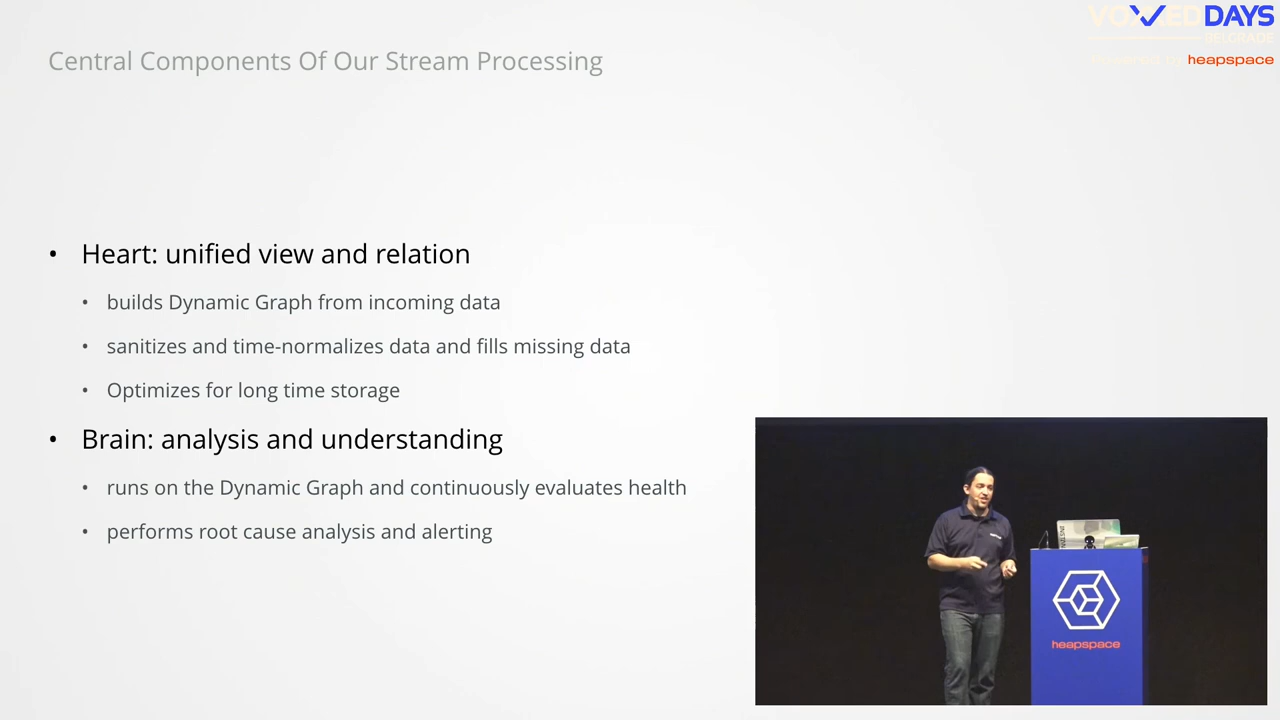 VOXXED DAYS
BELGRADE
powered by heapspace
Central Components Of Our Stream Processing
• Heart: unified view and relation
• builds Dynamic Graph from incoming data
• sanitizes and time-normalizes data and fills missing data
• Optimizes for long time storage
• Brain: analysis and understanding
• runs on the Dynamic Graph and continuously evaluates health
• performs root cause analysis and alerting
heapspace